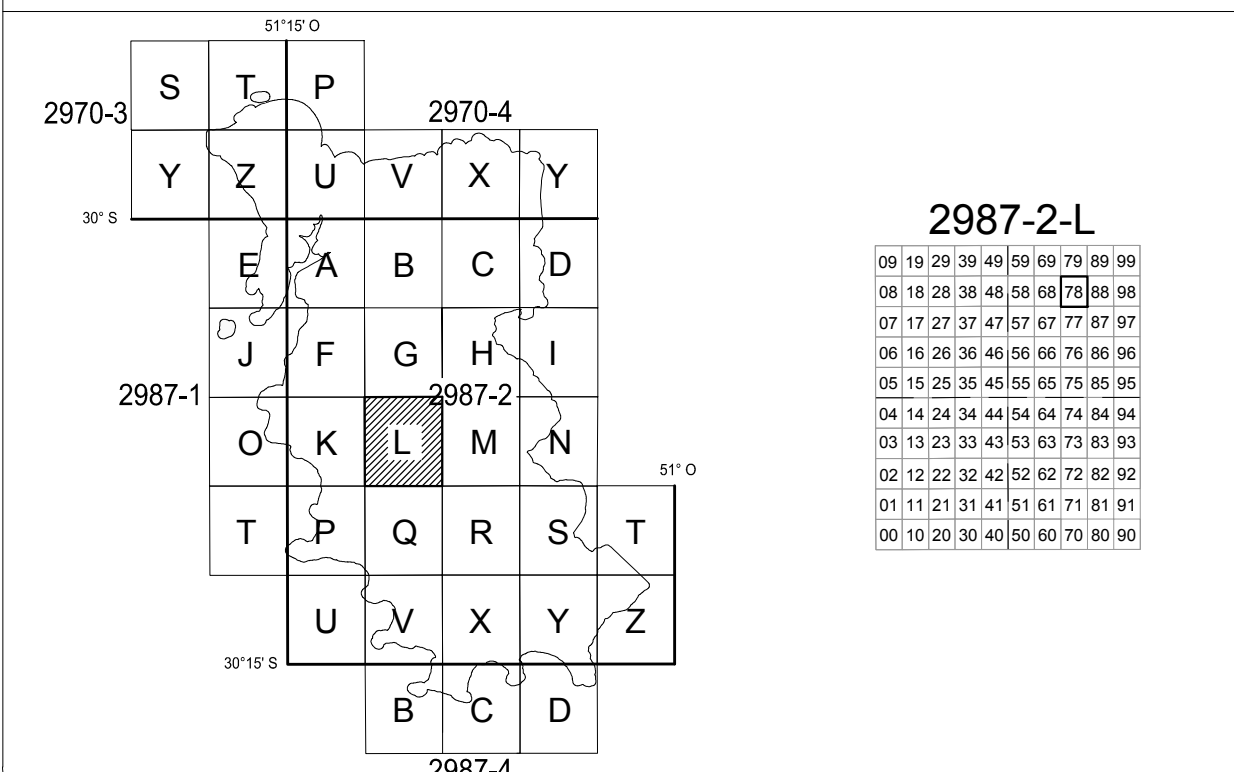 51°15' O
S T P
2970-3 2970-4
Y Z U V X Y
30° S
E A B C D
J F G H I
2987-1 2987-2
O K L M N
51° O
T P Q R S T
U V X Y Z
30°15' S
B C D
2987-4
2987-2-L
09 19 29 39 49 59 69 79 89 99
08 18 28 38 48 58 68 78 88 98
07 17 27 37 47 57 67 77 87 97
06 16 26 36 46 56 66 76 86 96
05 15 25 35 45 55 65 75 85 95
04 14 24 34 44 54 64 74 84 94
03 13 23 33 43 53 63 73 83 93
02 12 22 32 42 52 62 72 82 92
01 11 21 31 41 51 61 71 81 91
00 10 20 30 40 50 60 70 80 90